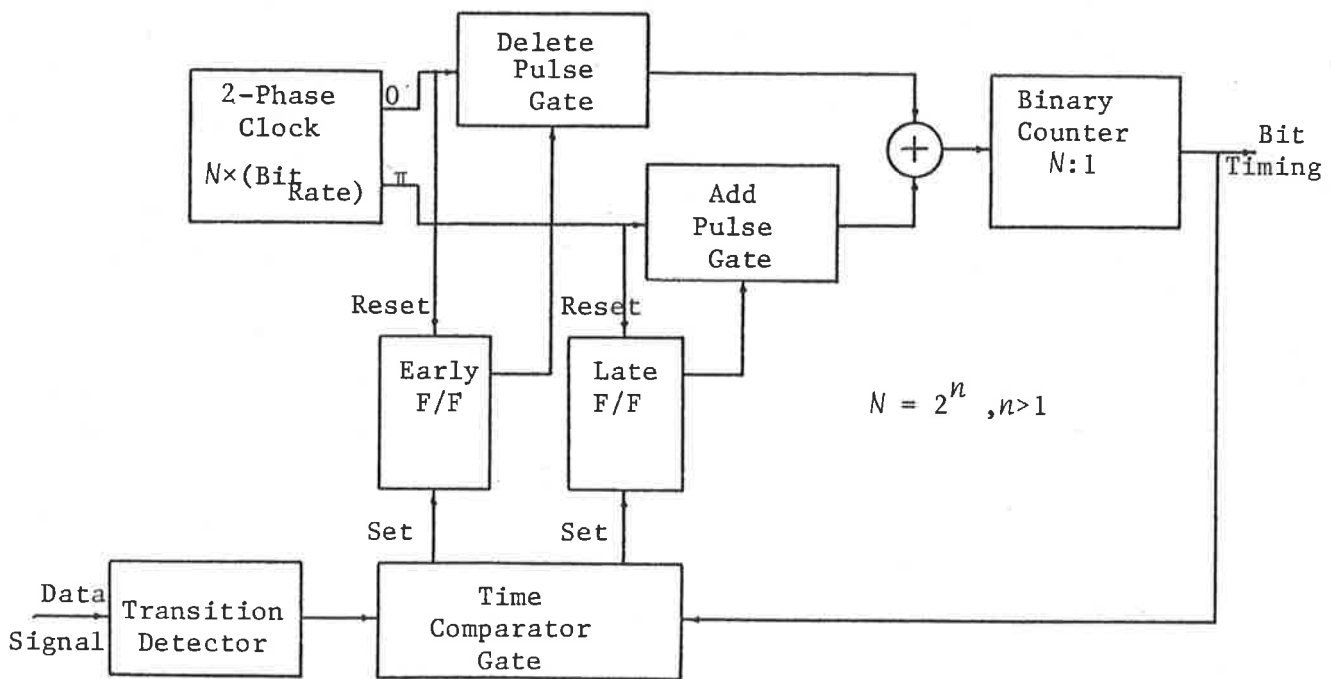 Delete
Pulse
Gate
2-Phase
Clock
N×(Bit
Rate)
0
π
Binary
Counter
N:1
Bit
Timing
Add
Pulse
Gate
Reset
Reset
Early
F/F
Late
F/F
N = 2^n ,n>1
Set
Set
Data
Signal
Transition
Detector
Time
Comparator
Gate